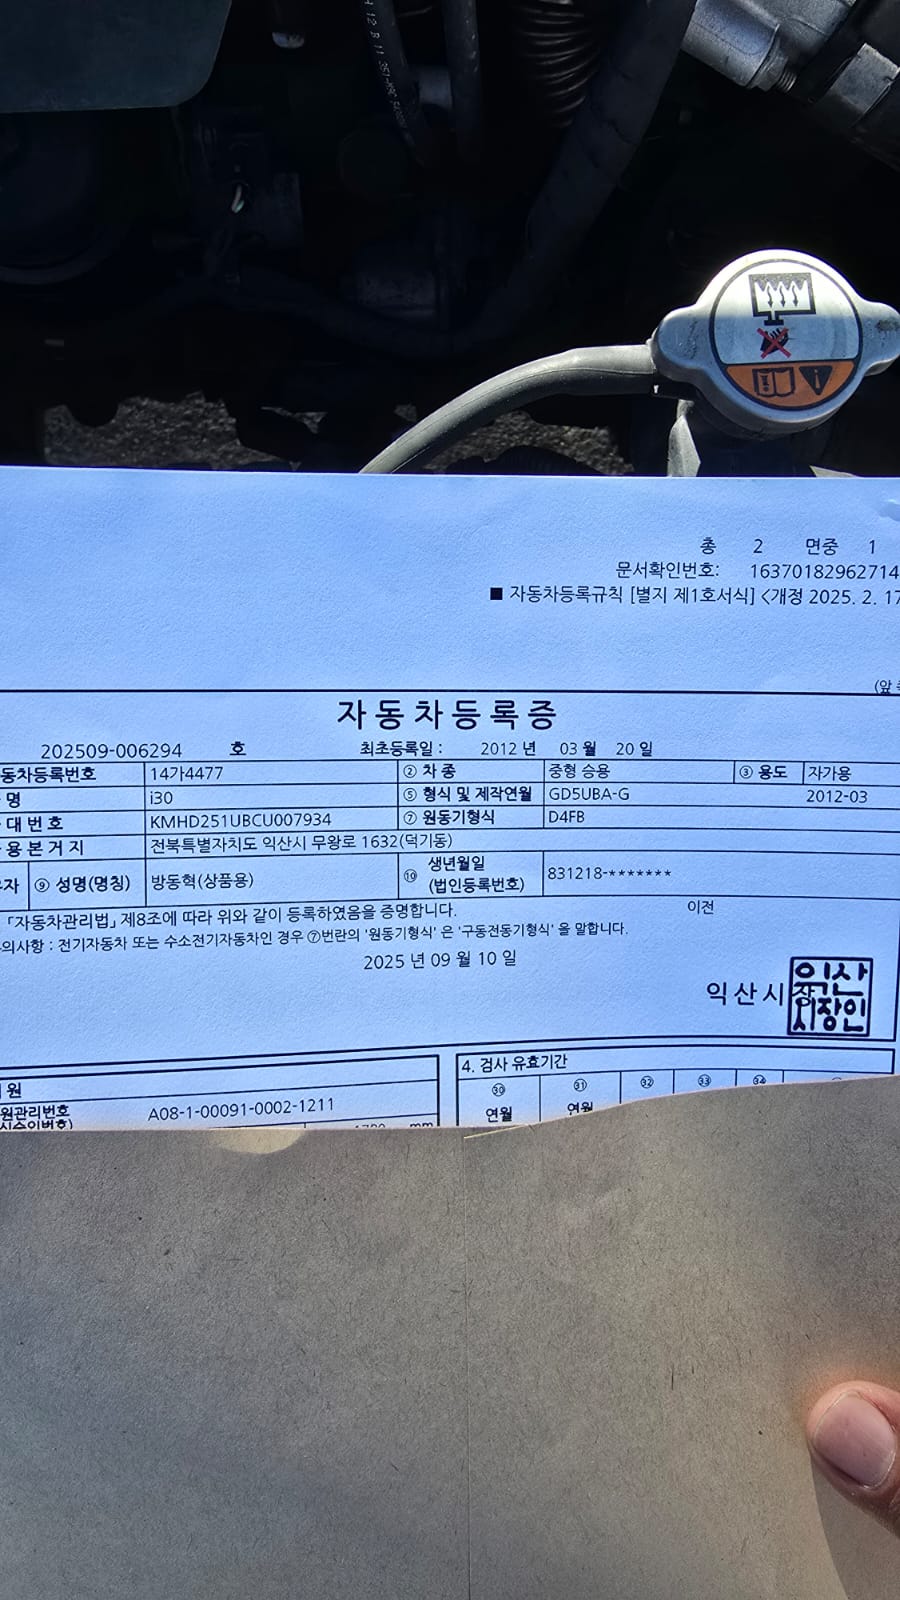 총 2 면중 1
문서확인번호: 16370182962714
■ 자동차등록규칙 [별지 제1호서식] <개정 2025. 2. 17
(앞
자동차등록증
202509-006294 호 최초등록일 : 2012 년 03 월 20 일
동차등록번호 14가4477 ② 차 종 중형 승용 ③ 용도 자가용
명 i30 ⑤ 형식 및 제작연월 GD5UBA-G 2012-03
대 번 호 KMHD251UBCU007934 ⑦ 원동기형식 D4FB
용 본 거 지 전북특별자치도 익산시 무왕로 1632(덕기동)
유자 ⑨ 성명(명칭) 방동혁(상품용) ⑩ 생년월일 (법인등록번호) 831218-*******
「자동차관리법」 제8조에 따라 위와 같이 등록하였음을 증명합니다. 이전
의사항 : 전기자동차 또는 수소전기자동차인 경우 ⑦번란의 '원동기형식' 은 '구동전동기형식' 을 말합니다.
2025 년 09 월 10 일
익산시장
익산시장인
원
4. 검사 유효기간
원관리번호 A08-1-00091-0002-1211
㉚ ㉛ ㉜ ㉝ ㉞
연월 연월
mm